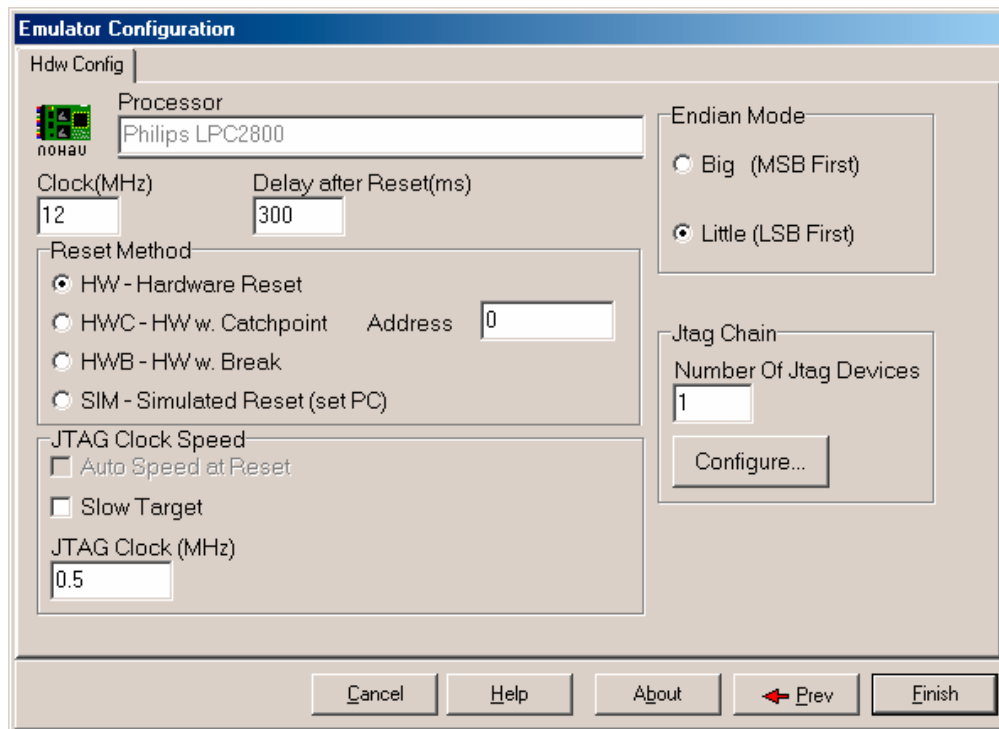 Emulator Configuration
Hdw Config
Processor
Philips LPC2800
nohau
Clock(MHz)
12
Delay after Reset(ms)
300
Reset Method
HW - Hardware Reset
HWC - HW w. Catchpoint
Address
0
HWB - HW w. Break
SIM - Simulated Reset (set PC)
JTAG Clock Speed
Auto Speed at Reset
Slow Target
JTAG Clock (MHz)
0.5
Endian Mode
Big (MSB First)
Little (LSB First)
Jtag Chain
Number Of Jtag Devices
1
Configure...
Cancel
Help
About
Prev
Finish